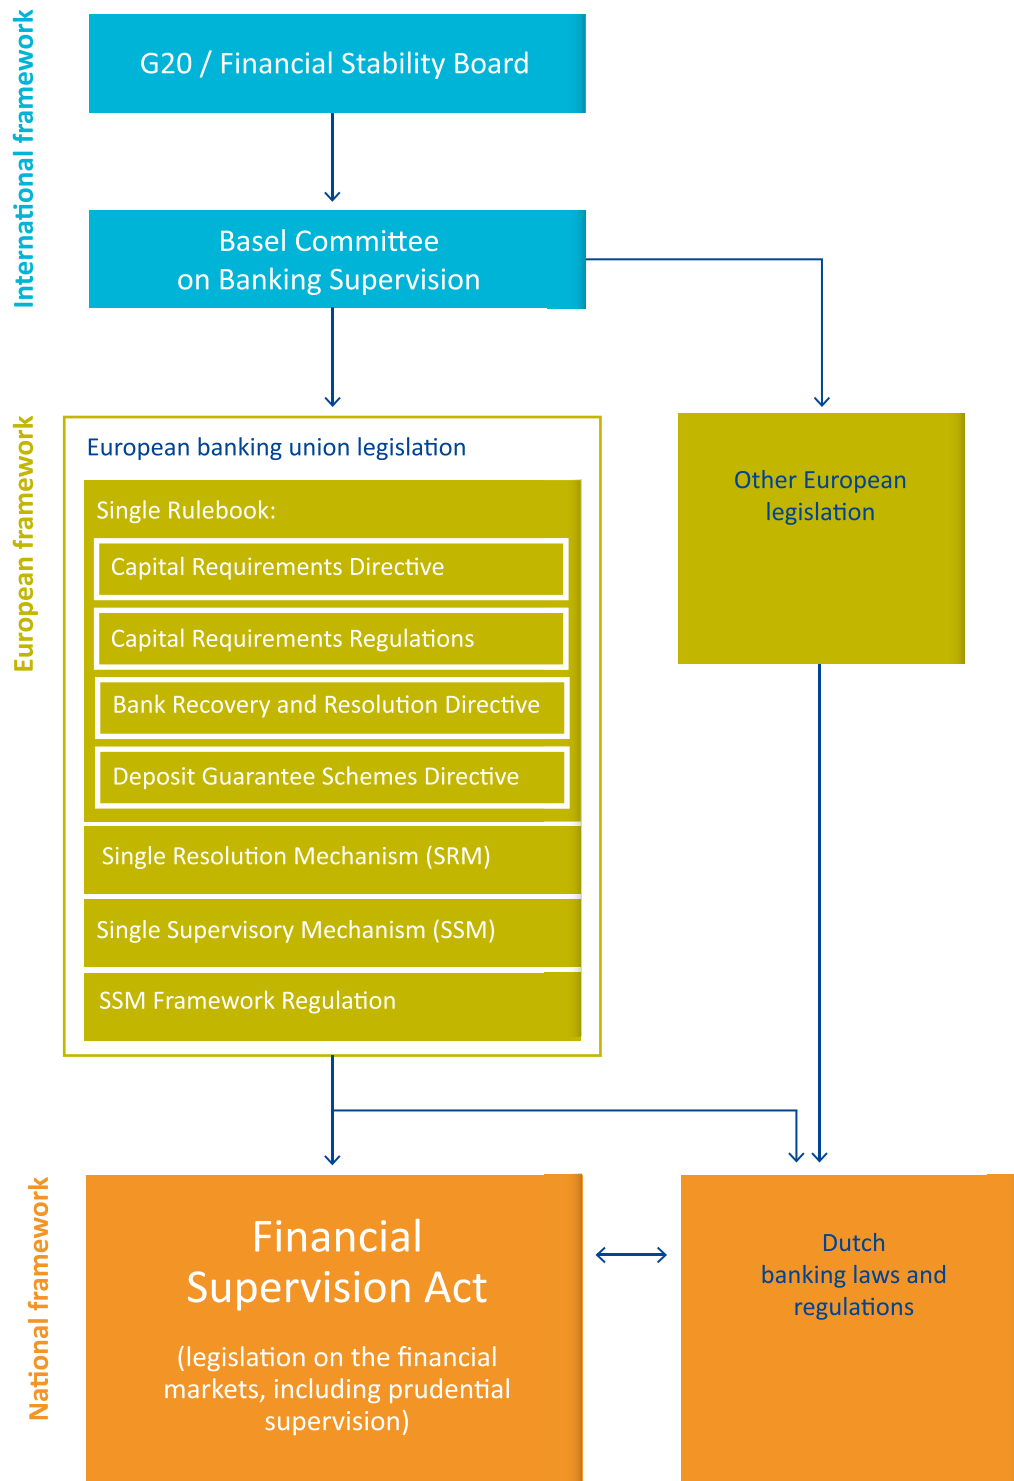 International framework
G20 / Financial Stability Board
Basel Committee
on Banking Supervision
European framework
European banking union legislation
Single Rulebook:
Capital Requirements Directive
Capital Requirements Regulations
Bank Recovery and Resolution Directive
Deposit Guarantee Schemes Directive
Single Resolution Mechanism (SRM)
Single Supervisory Mechanism (SSM)
SSM Framework Regulation
Other European
legislation
National framework
Financial
Supervision Act
(legislation on the financial
markets, including prudential
supervision)
Dutch
banking laws and
regulations